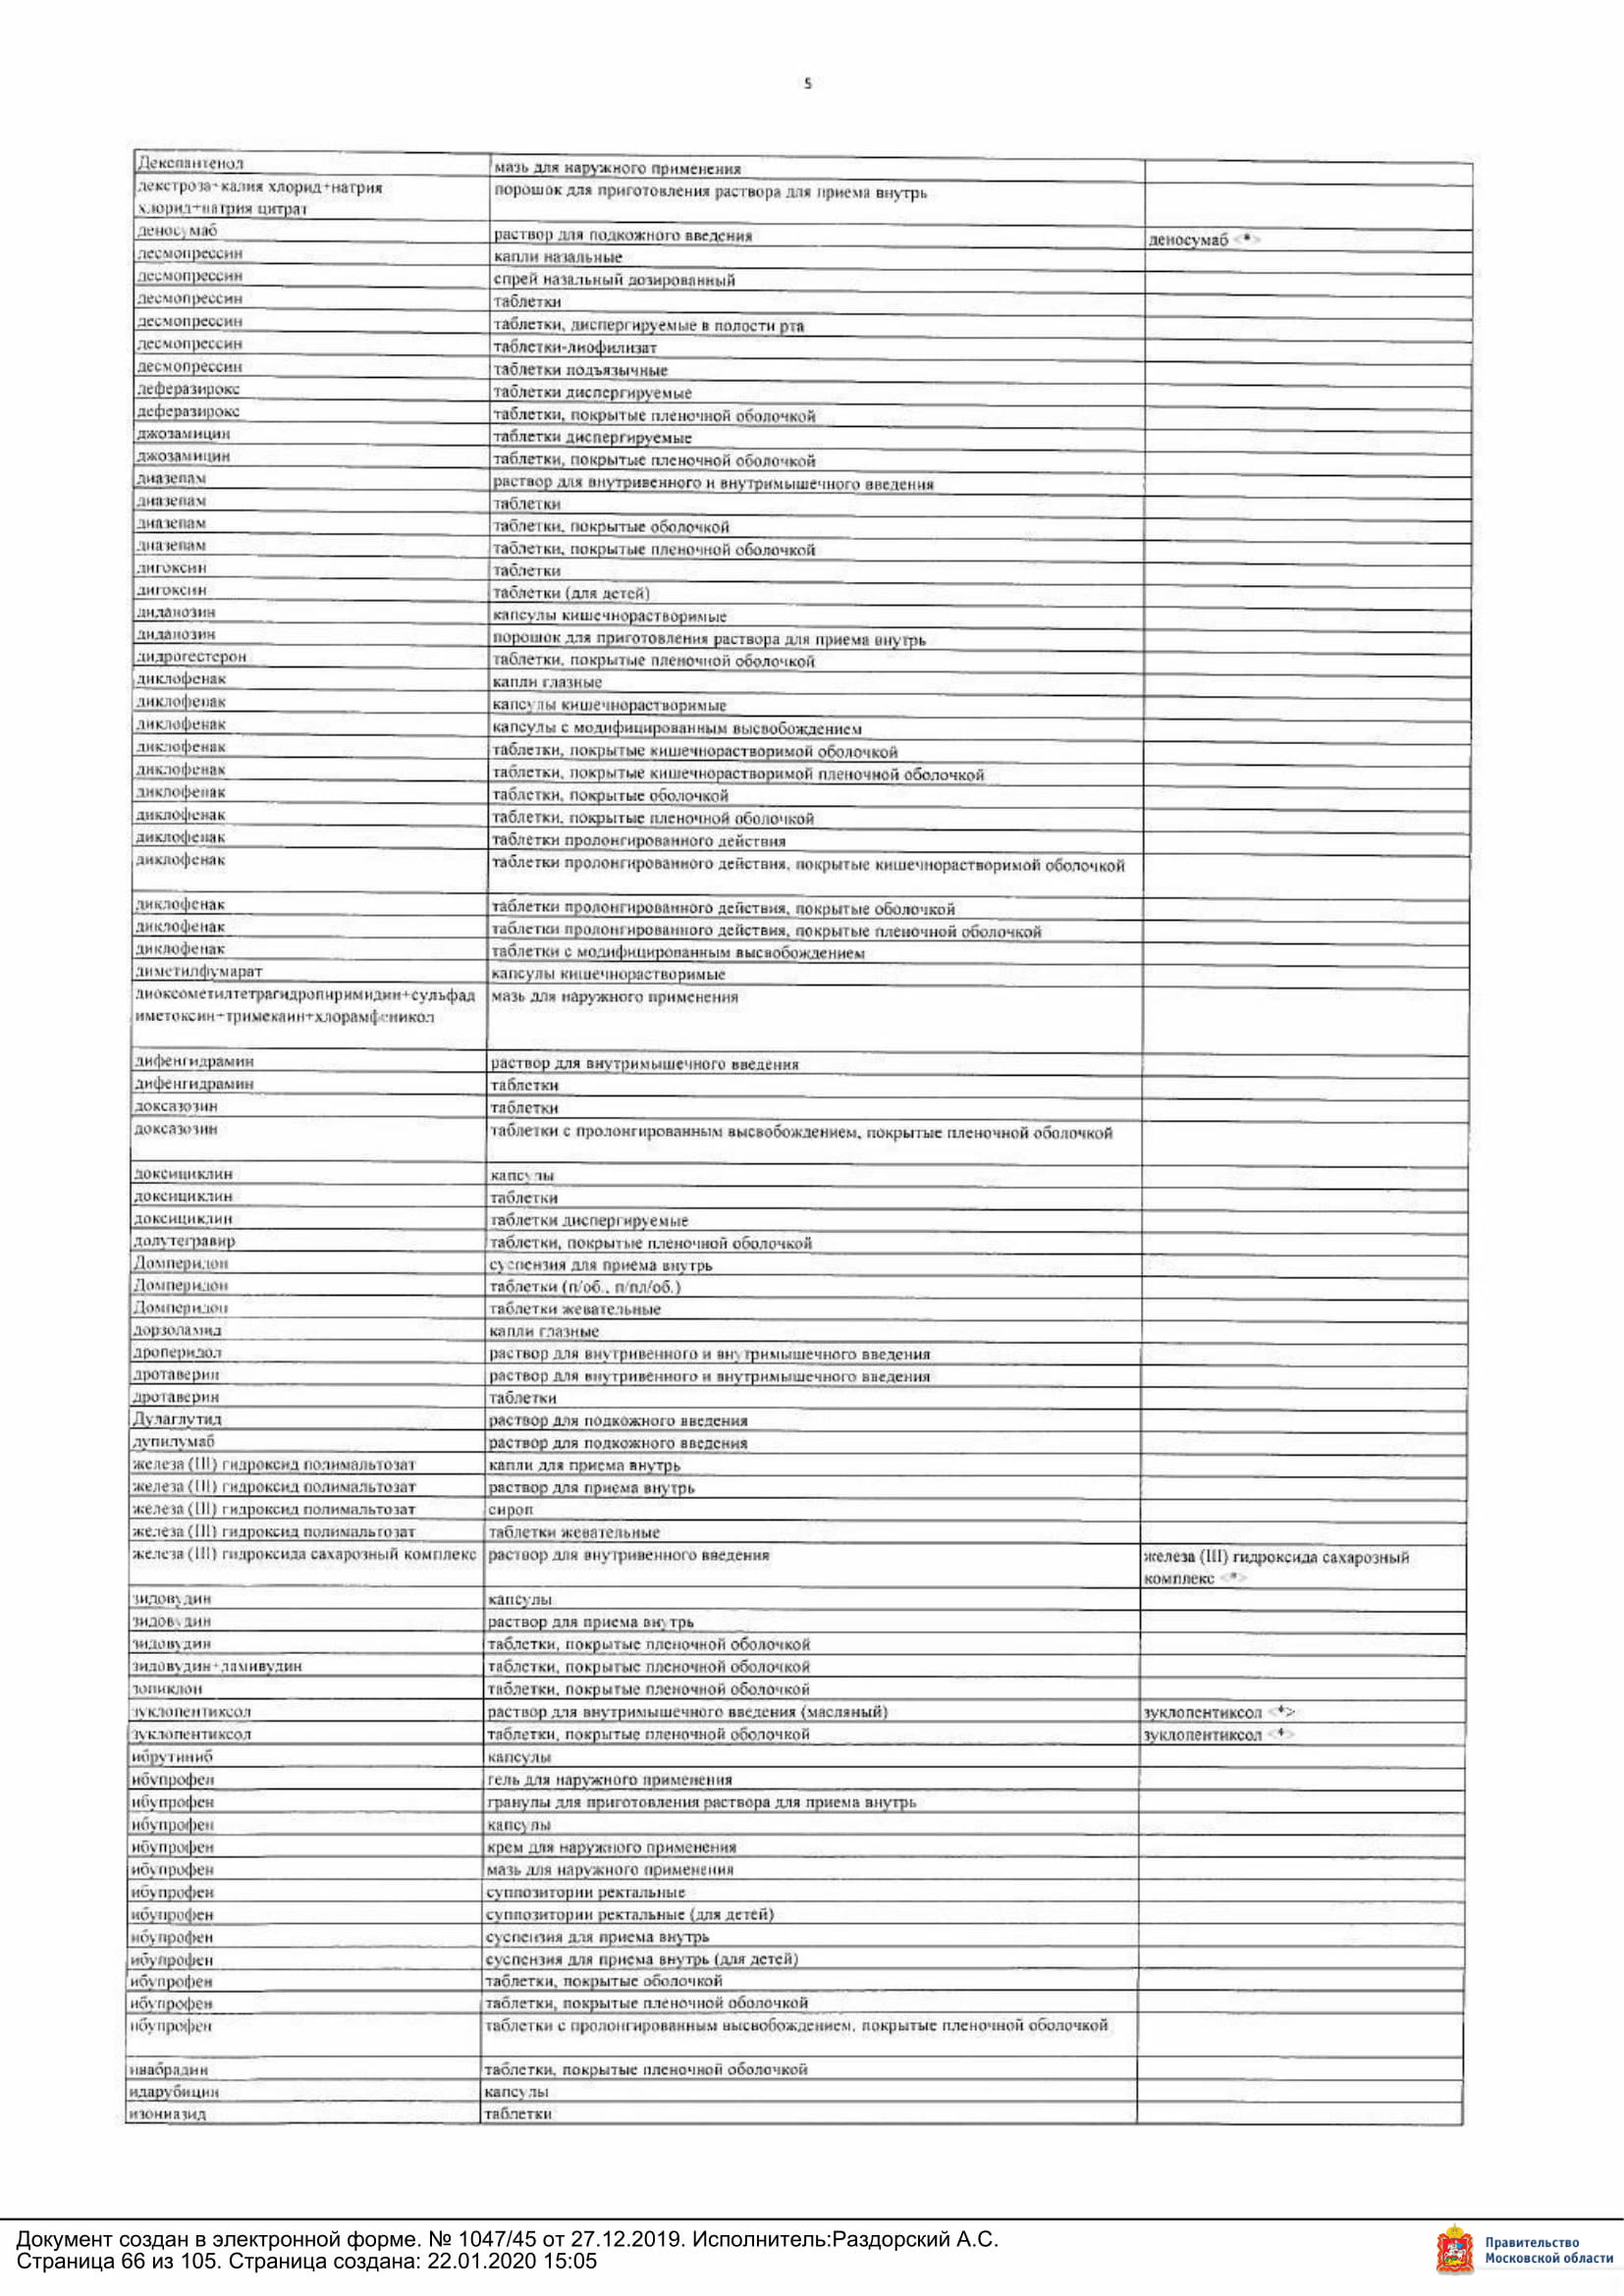 5
Декспантенол мазь для наружного применения
декстроза+калия хлорид+натрия порошок для приготовления раствора для приема внутрь
хлорид+натрия цитрат
деносумаб раствор для подкожного введения деносумаб <*>
десмопрессин капли назальные
десмопрессин спрей назальный дозированный
десмопрессин таблетки
десмопрессин таблетки, диспергируемые в полости рта
десмопрессин таблетки-лиофилизат
десмопрессин таблетки подъязычные
деферазирокс таблетки диспергируемые
деферазирокс таблетки, покрытые пленочной оболочкой
джозамицин таблетки диспергируемые
джозамицин таблетки, покрытые пленочной оболочкой
диазепам раствор для внутривенного и внутримышечного введения
диазепам таблетки
диазепам таблетки, покрытые оболочкой
диазепам таблетки, покрытые пленочной оболочкой
дигоксин таблетки
дигоксин таблетки (для детей)
диданозин капсулы кишечнорастворимые
диданозин порошок для приготовления раствора для приема внутрь
дидрогестерон таблетки, покрытые пленочной оболочкой
диклофенак капли глазные
диклофенак капсулы кишечнорастворимые
диклофенак капсулы с модифицированным высвобождением
диклофенак таблетки, покрытые кишечнорастворимой оболочкой
диклофенак таблетки, покрытые кишечнорастворимой пленочной оболочкой
диклофенак таблетки, покрытые оболочкой
диклофенак таблетки, покрытые пленочной оболочкой
диклофенак таблетки пролонгированного действия
диклофенак таблетки пролонгированного действия, покрытые кишечнорастворимой оболочкой
диклофенак таблетки пролонгированного действия, покрытые оболочкой
диклофенак таблетки пролонгированного действия, покрытые пленочной оболочкой
диклофенак таблетки с модифицированным высвобождением
диметилфумарат капсулы кишечнорастворимые
диоксометилтетрагидропиримидин+сульфад мазь для наружного применения
иметоксин+тримекаин+хлорамфеникол
дифенгидрамин раствор для внутримышечного введения
дифенгидрамин таблетки
доксазозин таблетки
доксазозин таблетки с пролонгированным высвобождением, покрытые пленочной оболочкой
доксициклин капсулы
доксициклин таблетки
доксициклин таблетки диспергируемые
долутегравир таблетки, покрытые пленочной оболочкой
Домперидон суспензия для приема внутрь
Домперидон таблетки (п/об., п/пл/об.)
Домперидон таблетки жевательные
дорзоламид капли глазные
дроперидол раствор для внутривенного и внутримышечного введения
дротаверин раствор для внутривенного и внутримышечного введения
дротаверин таблетки
Дулаглутид раствор для подкожного введения
дупилумаб раствор для подкожного введения
железа (III) гидроксид полимальтозат капли для приема внутрь
железа (III) гидроксид полимальтозат раствор для приема внутрь
железа (III) гидроксид полимальтозат сироп
железа (III) гидроксид полимальтозат таблетки жевательные
железа (III) гидроксида сахарозный комплекс раствор для внутривенного введения железа (III) гидроксида сахарозный
комплекс <*>
зидовудин капсулы
зидовудин раствор для приема внутрь
зидовудин таблетки, покрытые пленочной оболочкой
зидовудин+ламивудин таблетки, покрытые пленочной оболочкой
зопиклон таблетки, покрытые пленочной оболочкой
зуклопентиксол раствор для внутримышечного введения (масляный) зуклопентиксол <*>
зуклопентиксол таблетки, покрытые пленочной оболочкой зуклопентиксол <*>
ибрутиниб капсулы
ибупрофен гель для наружного применения
ибупрофен гранулы для приготовления раствора для приема внутрь
ибупрофен капсулы
ибупрофен крем для наружного применения
ибупрофен мазь для наружного применения
ибупрофен суппозитории ректальные
ибупрофен суппозитории ректальные (для детей)
ибупрофен суспензия для приема внутрь
ибупрофен суспензия для приема внутрь (для детей)
ибупрофен таблетки, покрытые оболочкой
ибупрофен таблетки, покрытые пленочной оболочкой
ибупрофен таблетки с пролонгированным высвобождением, покрытые пленочной оболочкой
ивабрадин таблетки, покрытые пленочной оболочкой
идарубицин капсулы
изониазид таблетки
Документ создан в электронной форме. № 1047/45 от 27.12.2019. Исполнитель:Раздорский А.С.
Страница 66 из 105. Страница создана: 22.01.2020 15:05
Правительство
Московской области